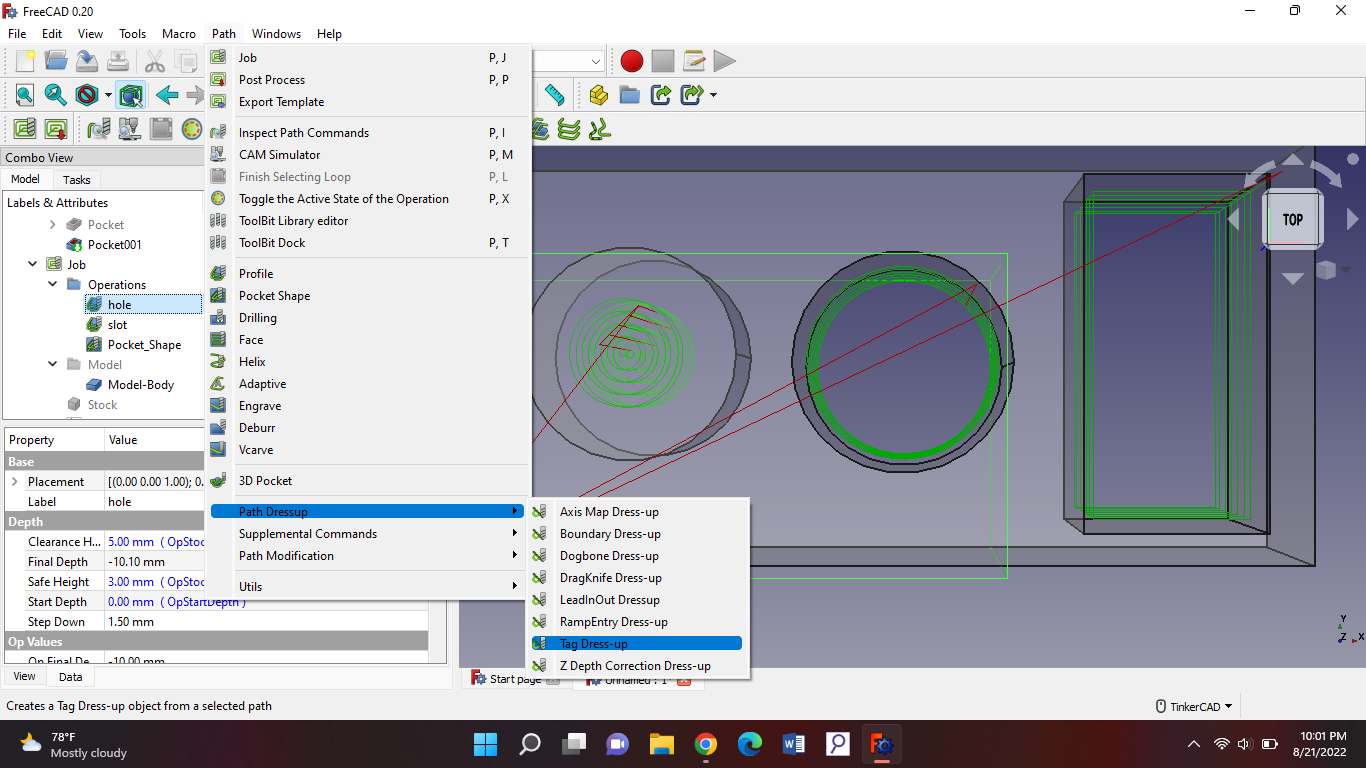 FreeCAD 0.20
File Edit View Tools Macro Path Windows Help
Job P, J
Post Process P, P
Export Template
Inspect Path Commands P, I
CAM Simulator P, M
Finish Selecting Loop P, L
Toggle the Active State of the Operation P, X
ToolBit Library editor
ToolBit Dock P, T
Profile
Pocket Shape
Drilling
Face
Helix
Adaptive
Engrave
Deburr
Vcarve
3D Pocket
Path Dressup
Supplemental Commands
Path Modification
Utils
Axis Map Dress-up
Boundary Dress-up
Dogbone Dress-up
DragKnife Dress-up
LeadInOut Dressup
RampEntry Dress-up
Tag Dress-up
Z Depth Correction Dress-up
Combo View
Model Tasks
Labels & Attributes
Pocket
Pocket001
Job
Operations
hole
slot
Pocket_Shape
Model
Model-Body
Stock
Property Value
Base
Placement [(0.00 0.00 1.00); 0.
Label hole
Depth
Clearance H... 5.00 mm ( OpStoc
Final Depth -10.10 mm
Safe Height 3.00 mm ( OpStoc
Start Depth 0.00 mm ( OpStartDepth )
Step Down 1.50 mm
Op Values
Op Final De... -10.00 mm
View Data
TOP
Y
Z X
Start page
Unnamed : 1*
Creates a Tag Dress-up object from a selected path
TinkerCAD
78°F
Mostly cloudy
10:01 PM
8/21/2022